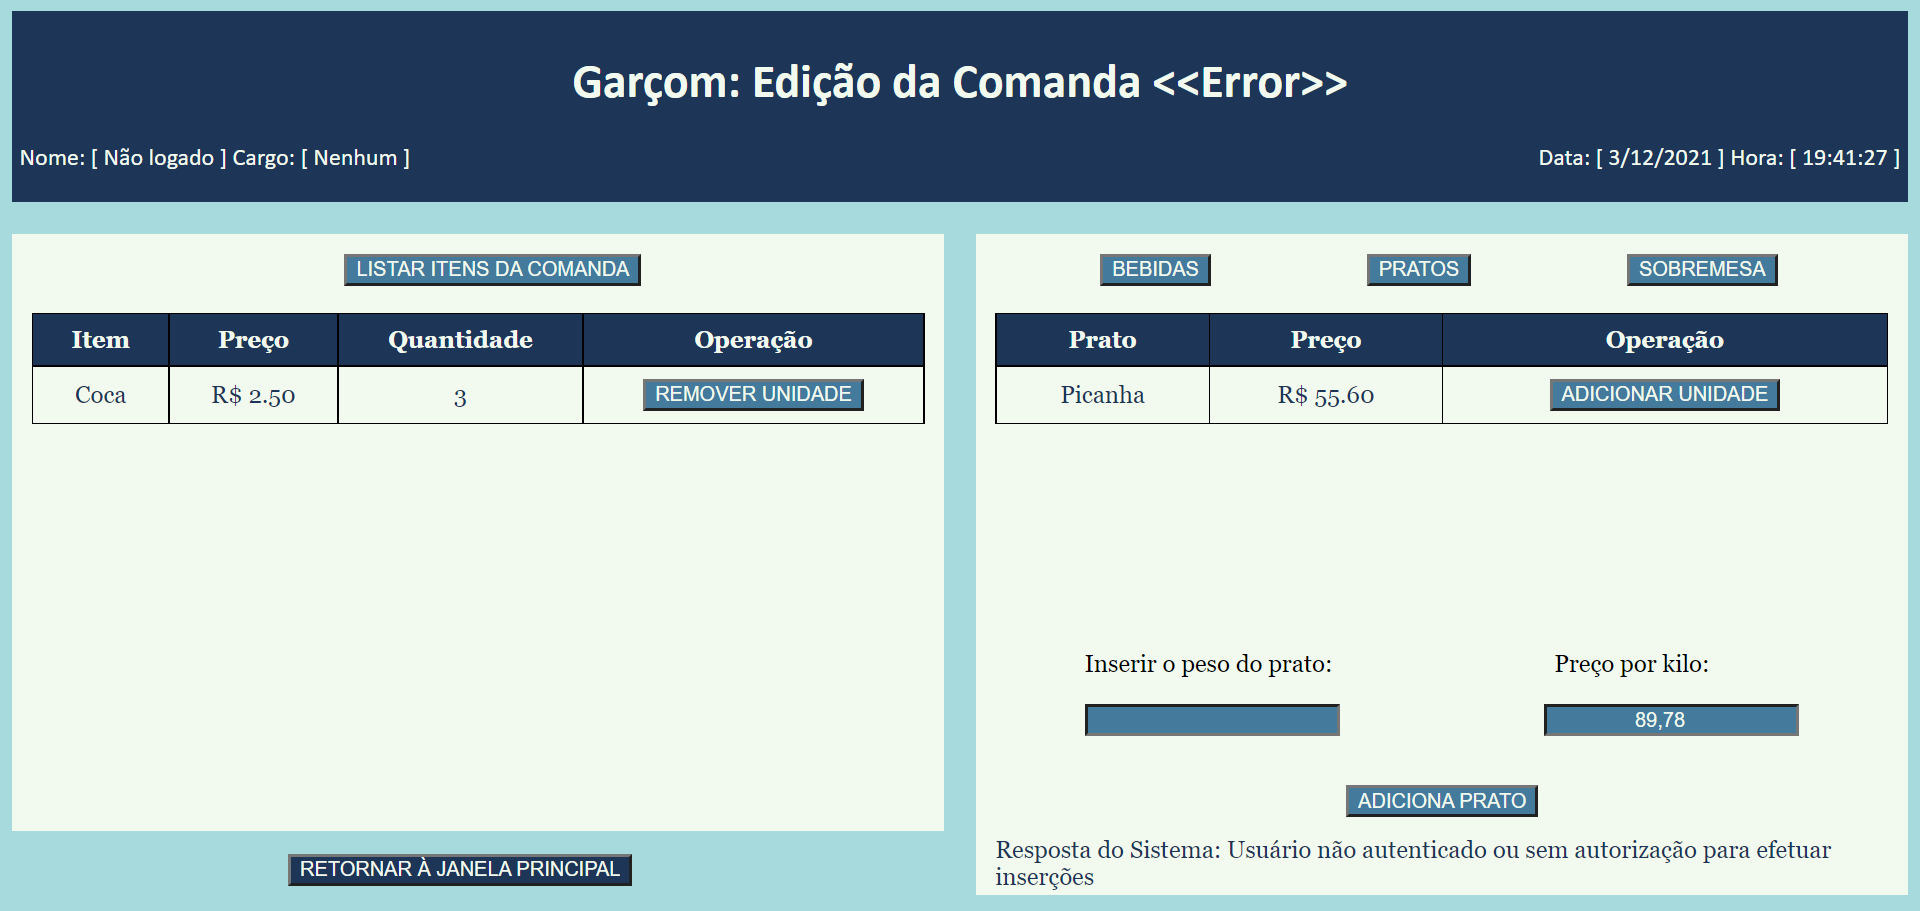 Garçom: Edição da Comanda <<Error>>
Nome: [ Não logado ] Cargo: [ Nenhum ]
Data: [ 3/12/2021 ] Hora: [ 19:41:27 ]
LISTAR ITENS DA COMANDA
Item Preço Quantidade Operação
Coca R$ 2.50 3 REMOVER UNIDADE
RETORNAR À JANELA PRINCIPAL
BEBIDAS PRATOS SOBREMESA
Prato Preço Operação
Picanha R$ 55.60 ADICIONAR UNIDADE
Inserir o peso do prato: Preço por kilo:
89,78
ADICIONA PRATO
Resposta do Sistema: Usuário não autenticado ou sem autorização para efetuar
inserções